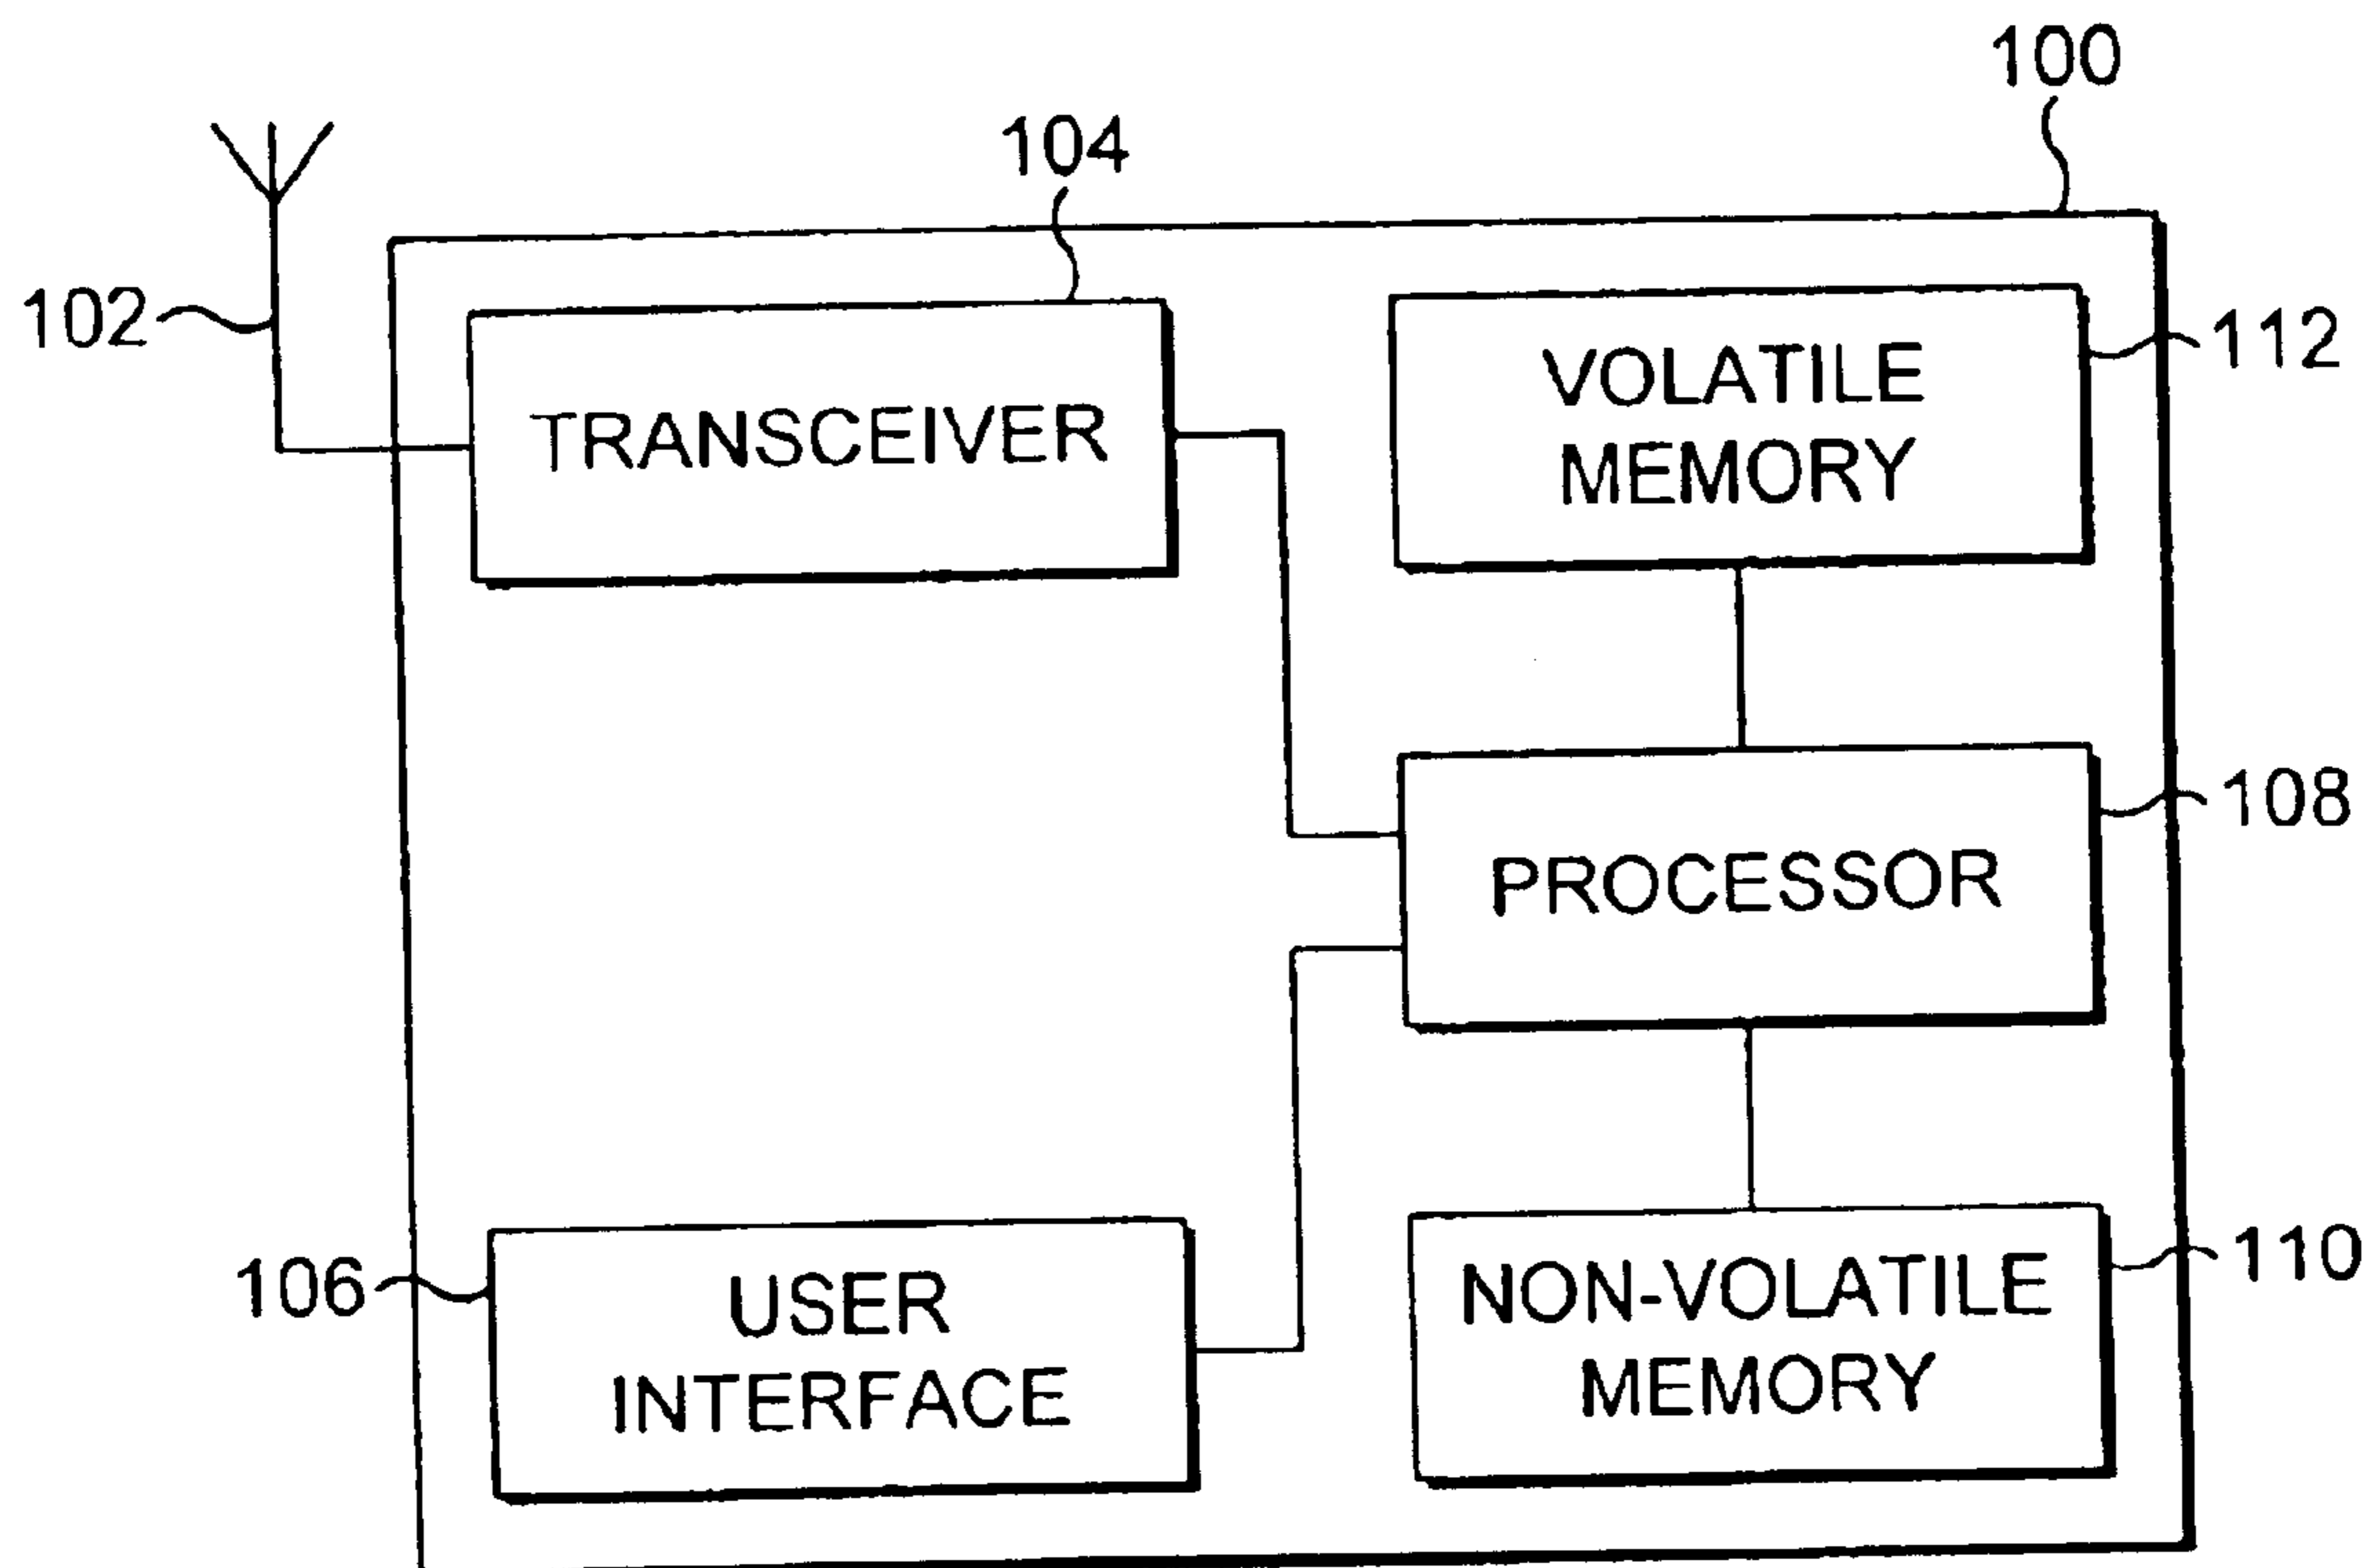 100
104
102
TRANSCEIVER
VOLATILE
MEMORY
112
PROCESSOR
108
106
USER
INTERFACE
NON-VOLATILE
MEMORY
110